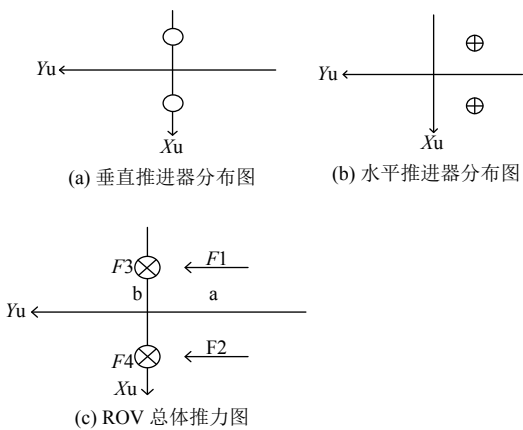 Yu
Xu
(a) 垂直推进器分布图
Yu
Xu
(b) 水平推进器分布图
F3 F1
b a
Yu
F4 F2
Xu
(c) ROV 总体推力图